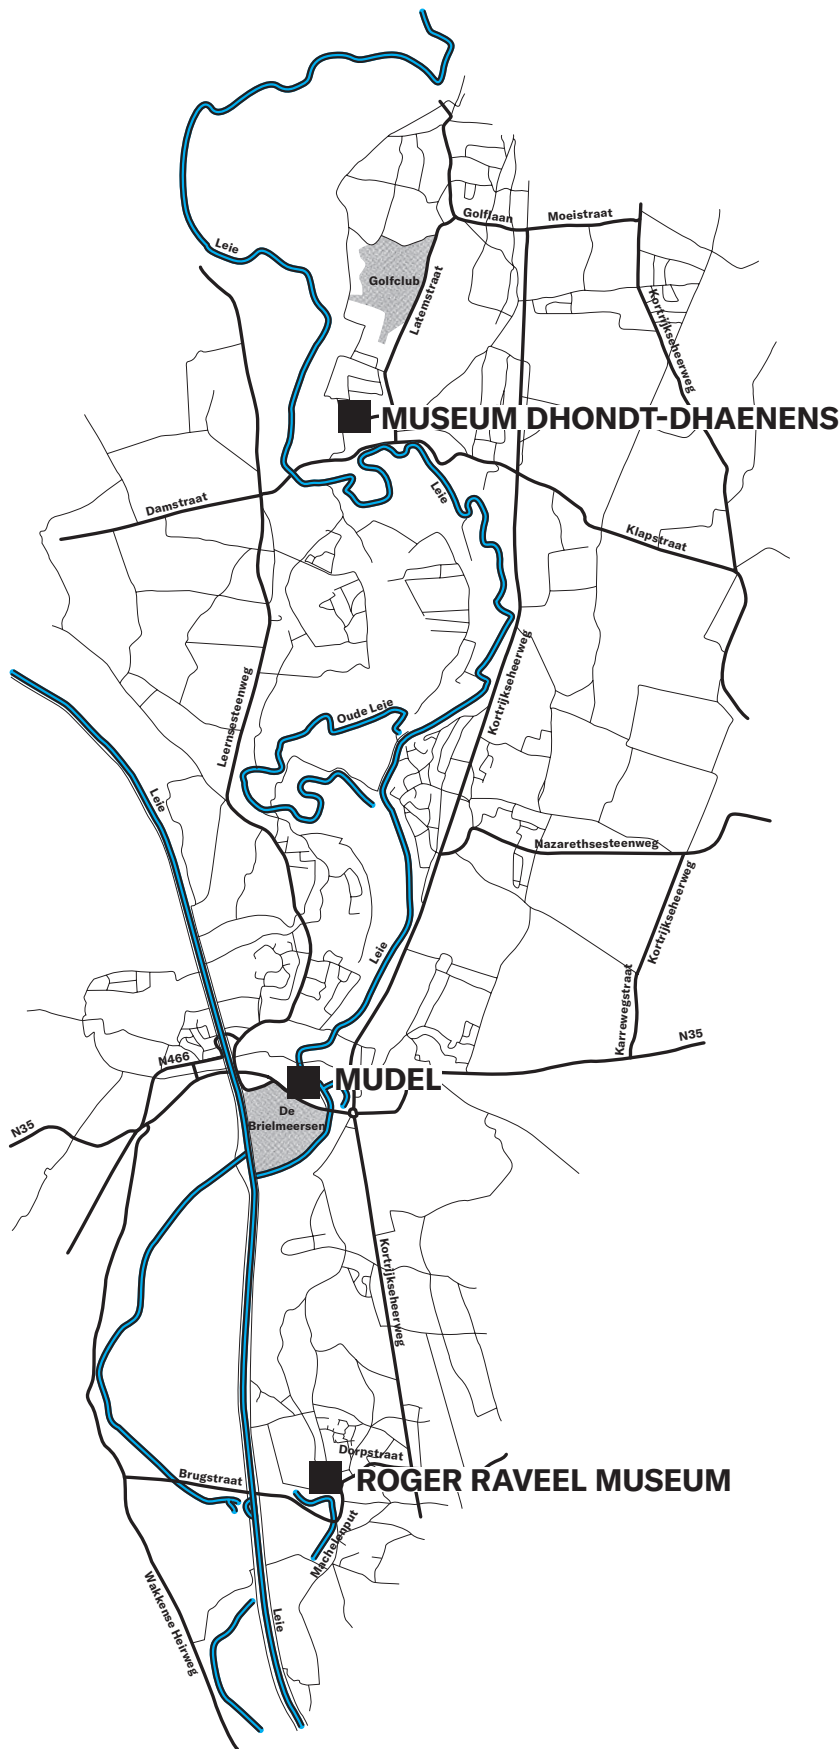 Golflaan
Moeistraat
Leie
Golfclub
Latemstraat
Kortrijkseheerweg
MUSEUM DHONDT-DHAENENS
Leie
Damstraat
Klapstraat
Kortrijkseheerweg
Leernsesteenweg
Oude Leie
Leie
Nazarethsesteenweg
Kortrijkseheerweg
Leie
Karrewegstraat
N35
N466
MUDEL
De
Brielmeersen
N35
Kortrijkseheerweg
Dorpstraat
Brugstraat
ROGER RAVEEL MUSEUM
Machelenput
Wakkense Heirweg
Leie